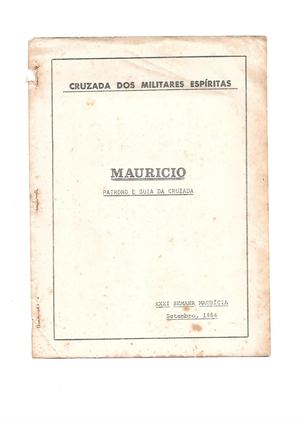 CRUZADA DOS MILITARES ESPÍRITAS
MAURICIO
PATRONO E GUIA DA CRUZADA
XXXI SEMANA MAURÍCIA
Setembro, 1984